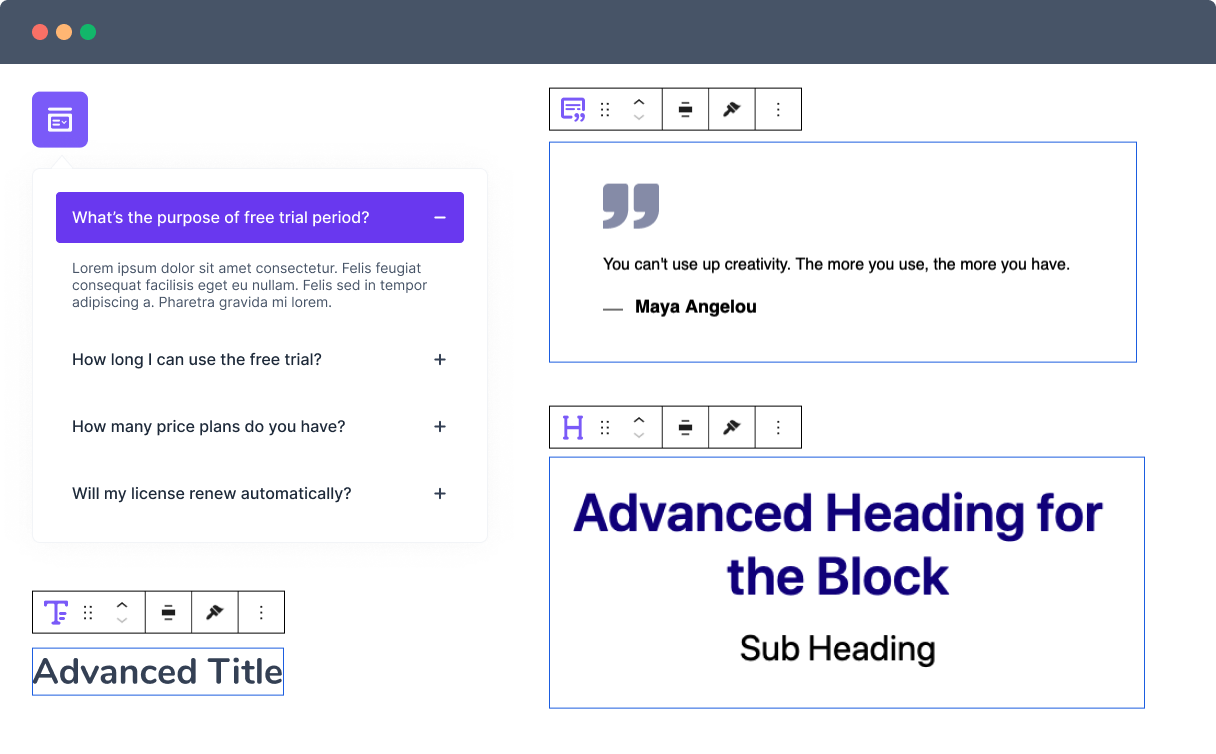 What’s the purpose of free trial period?
Lorem ipsum dolor sit amet consectetur. Felis feugiat
consequat facilisis eget eu nullam. Felis sed in tempor
adipiscing a. Pharetra gravida mi lorem.
How long I can use the free trial?
How many price plans do you have?
Will my license renew automatically?
Advanced Title
You can't use up creativity. The more you use, the more you have.
— Maya Angelou
Advanced Heading for
the Block
Sub Heading